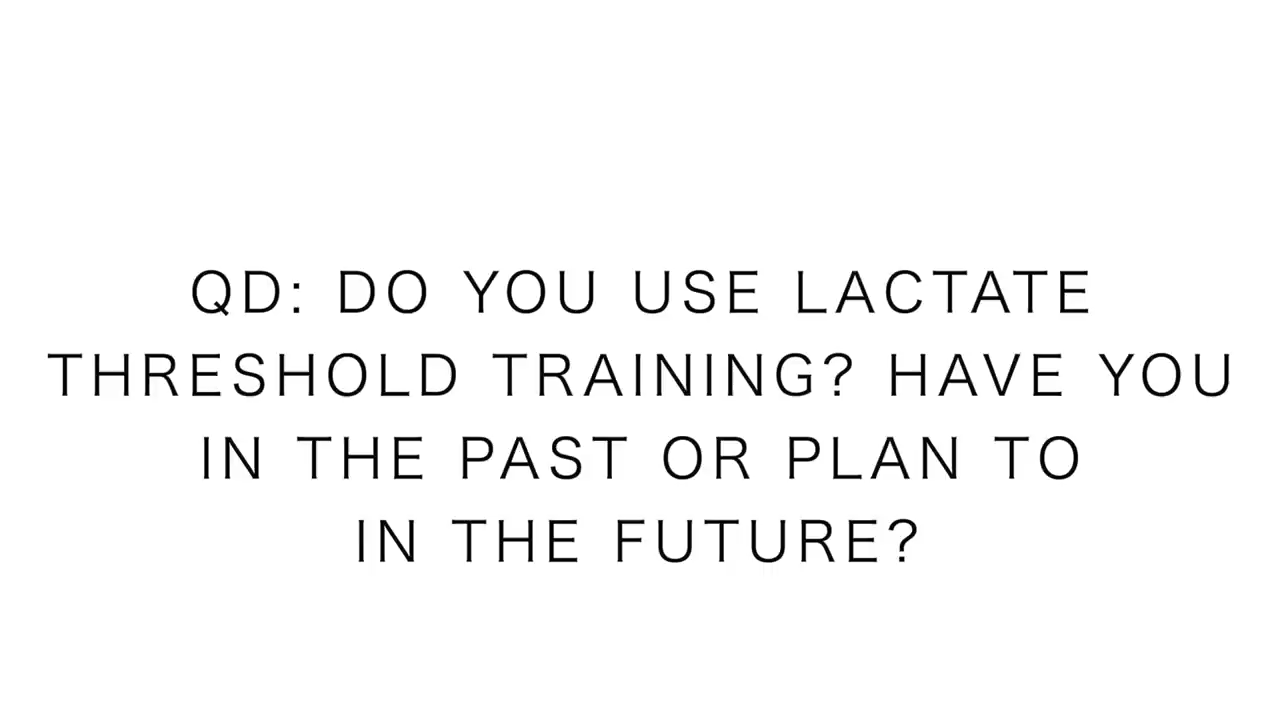 QD: DO YOU USE LACTATE
THRESHOLD TRAINING? HAVE YOU
IN THE PAST OR PLAN TO
IN THE FUTURE?